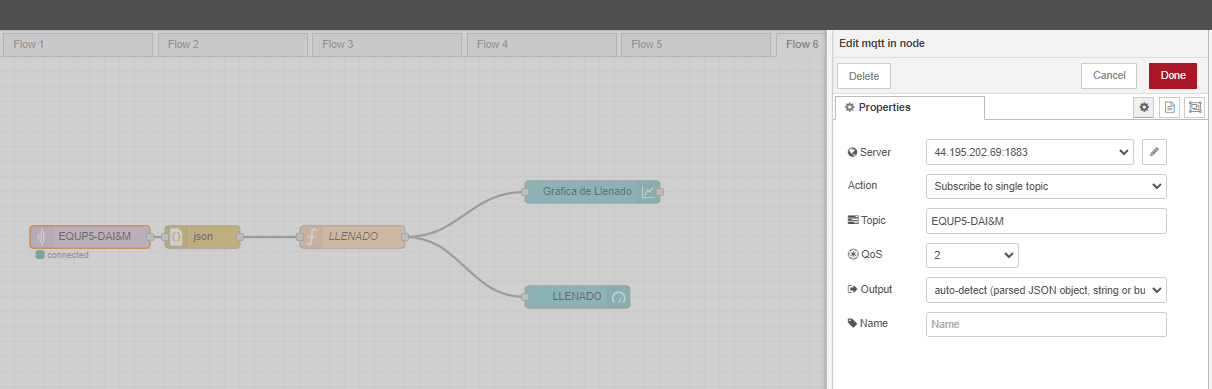 Flow 1
Flow 2
Flow 3
Flow 4
Flow 5
Flow 6
EQUP5-DAI&M
connected
json
LLENADO
Grafica de Llenado
LLENADO
Edit mqtt in node
Delete
Cancel
Done
Properties
Server
44.195.202.69:1883
Action
Subscribe to single topic
Topic
EQUP5-DAI&M
QoS
2
Output
auto-detect (parsed JSON object, string or bu
Name
Name